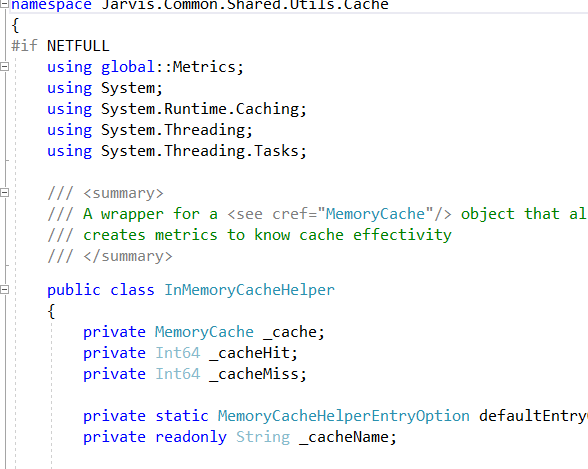 namespace Jarvis.Common.Shared.Utils.Cache
{
#if NETFULL
using global::Metrics;
using System;
using System.Runtime.Caching;
using System.Threading;
using System.Threading.Tasks;
/// <summary>
/// A wrapper for a <see cref="MemoryCache"/> object that al
/// creates metrics to know cache effectivity
/// </summary>
public class InMemoryCacheHelper
{
private MemoryCache _cache;
private Int64 _cacheHit;
private Int64 _cacheMiss;
private static MemoryCacheHelperEntryOption defaultEntry
private readonly String _cacheName;